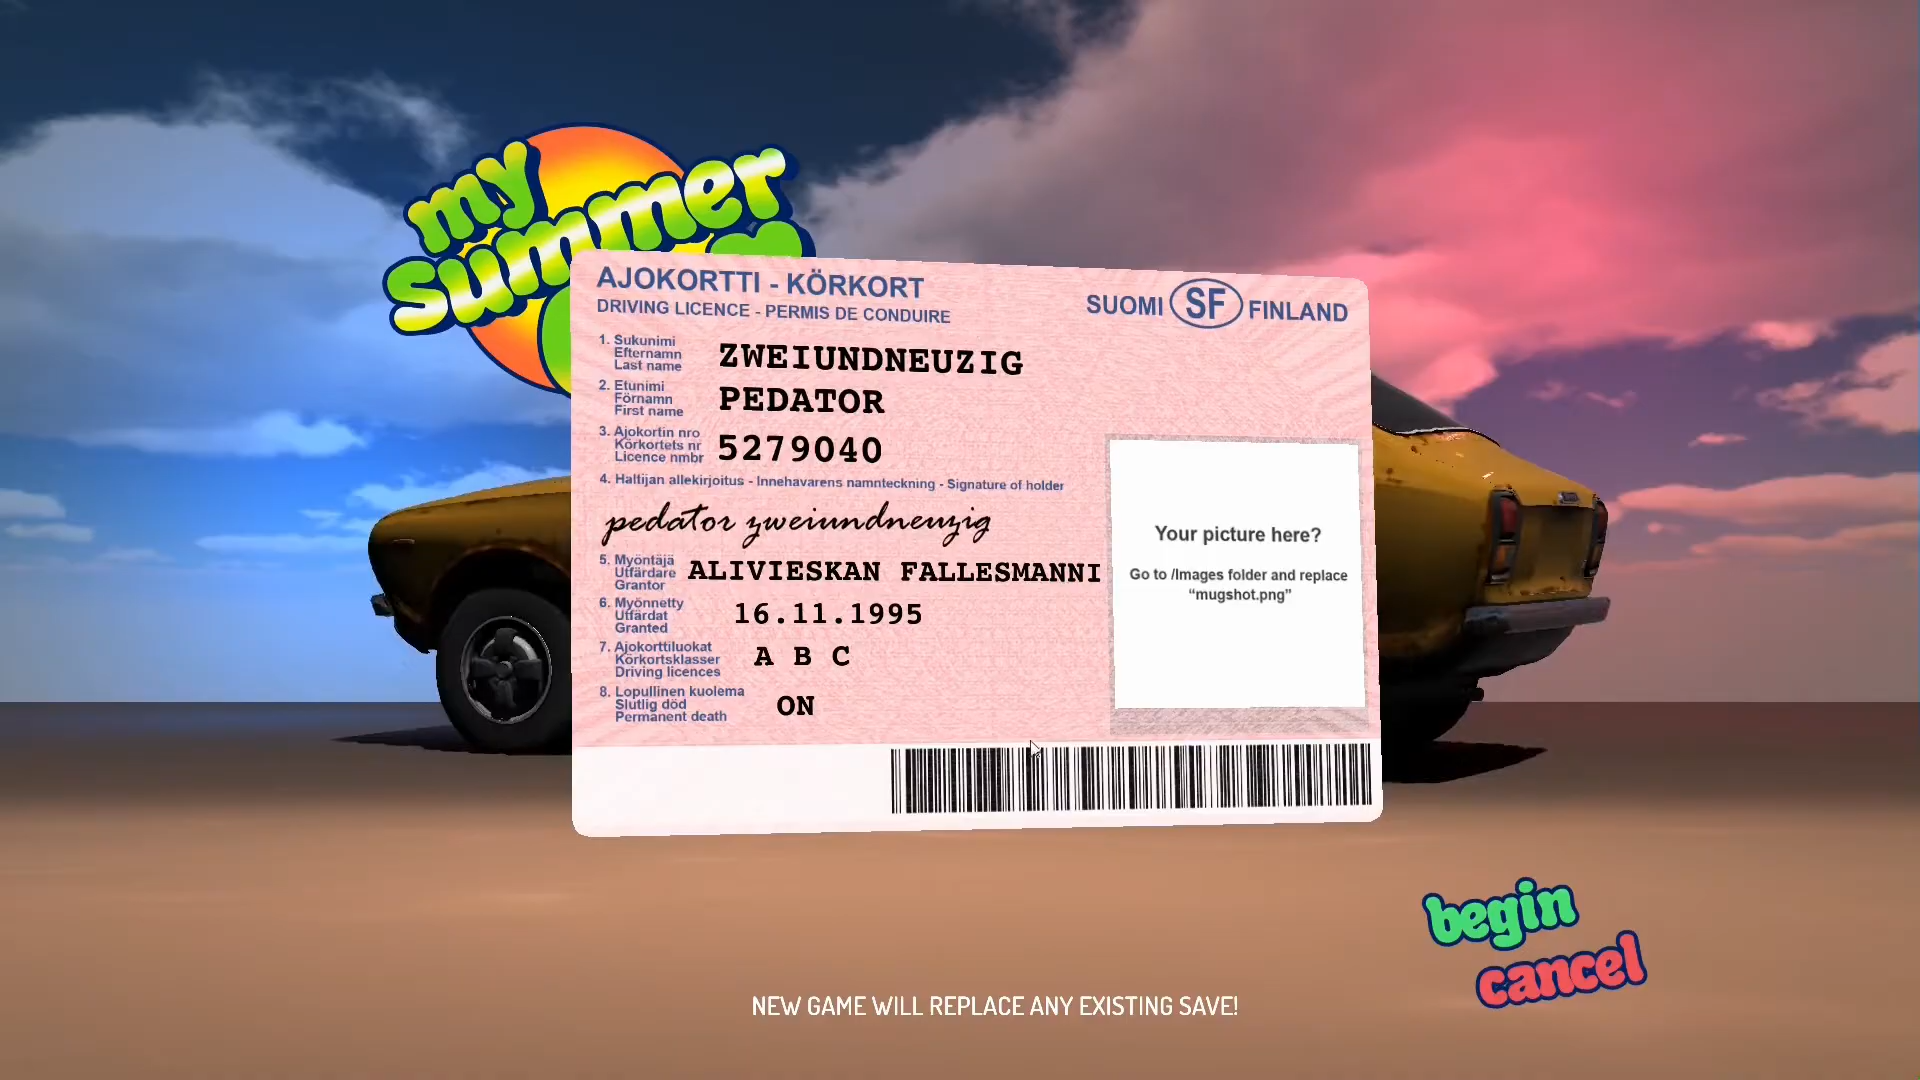 my
summer
AJOKORTTI - KÖRKORT
DRIVING LICENCE - PERMIS DE CONDUIRE
SUOMI SF FINLAND
1. Sukunimi
Efternamn
Last name
ZWEIUNDNEUZIG
2. Etunimi
Förnamn
First name
PEDATOR
3. Ajokortin nro
Körkortets nr
Licence nmbr
5279040
4. Haltijan allekirjoitus - Innehavarens namnteckning - Signature of holder
pedator zweiundneuzig
5. Myöntäjä
Utfärdare
Grantor
ALIVIESKAN FALLESMANNI
6. Myönnetty
Utfärdat
Granted
16.11.1995
7. Ajokorttiluokat
Körkortsklasser
Driving licences
A B C
8. Lopullinen kuolema
Slutlig död
Permanent death
ON
Your picture here?
Go to /Images folder and replace
“mugshot.png”
begin
cancel
NEW GAME WILL REPLACE ANY EXISTING SAVE!